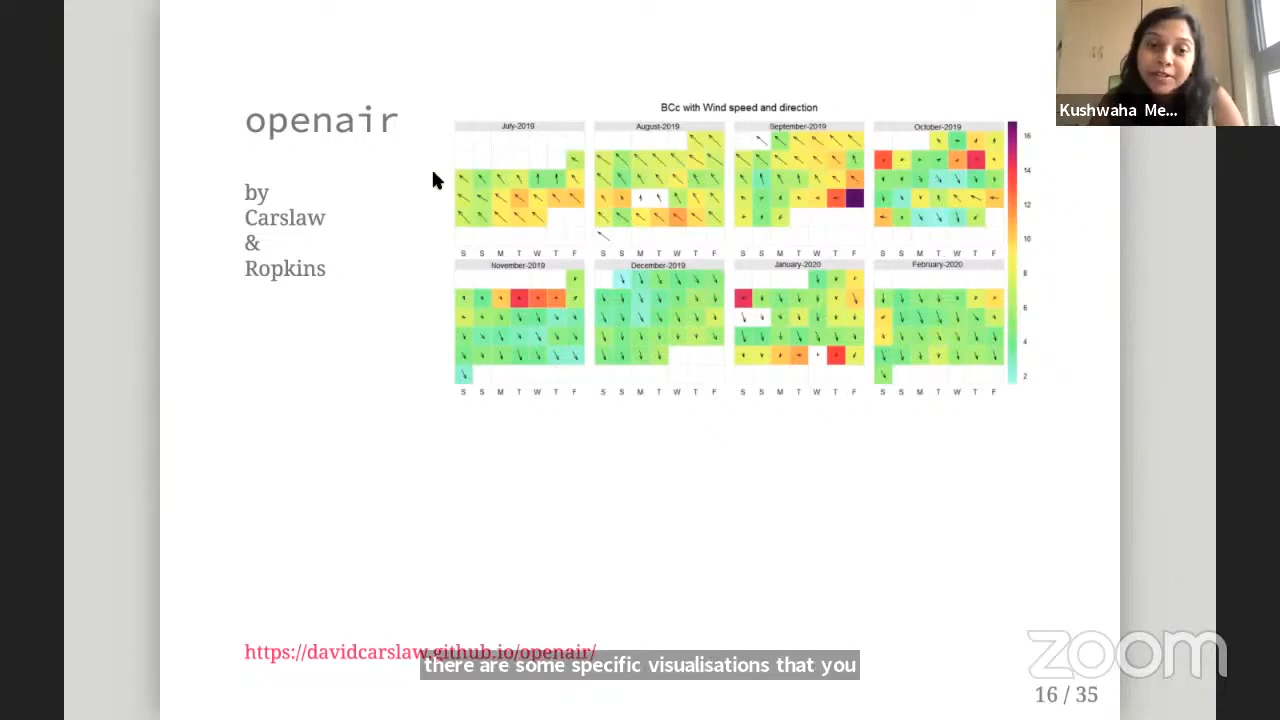 openair
by
Carslaw
&
Ropkins
BCc with Wind speed and direction
July-2019
August-2019
September-2019
October-2019
S S M T W T F
S S M T W T F
S S M T W T F
S S M T W T F
November-2019
December-2019
January-2020
February-2020
S S M T W T F
S S M T W T F
S S M T W T F
S S M T W T F
16
14
12
10
8
6
4
2
Kushwaha Me...
https://davidcarslaw.github.io/openair/
there are some specific visualisations that you
zoom
16 / 35